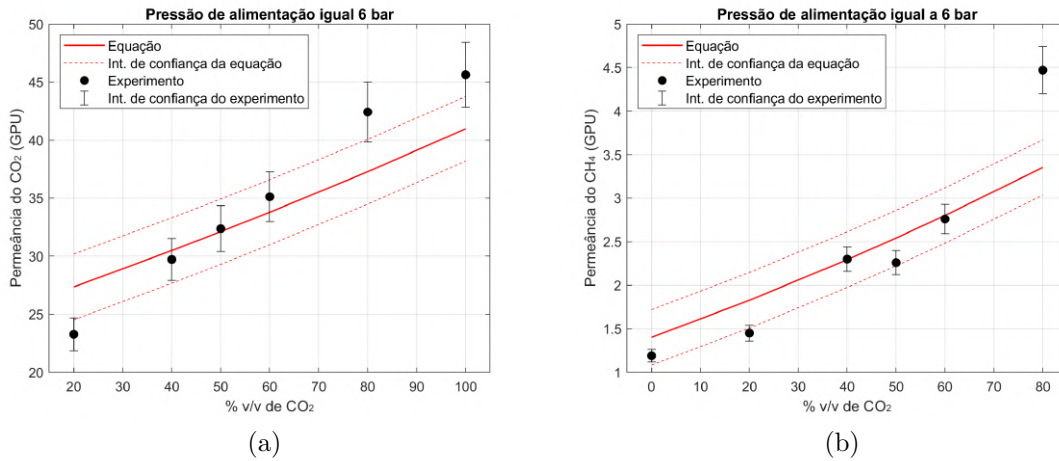 Pressão de alimentação igual 6 bar
Permeância do CO₂ (GPU)
50
45
40
35
30
25
20
Equação
Int. de confiança da equação
Experimento
Int. de confiança do experimento
20 30 40 50 60 70 80 90 100
% v/v de CO₂
(a)
Pressão de alimentação igual a 6 bar
Permeância do CH₄ (GPU)
5
4.5
4
3.5
3
2.5
2
1.5
1
Equação
Int. de confiança da equação
Experimento
Int. de confiança do experimento
0 10 20 30 40 50 60 70 80
% v/v de CO₂
(b)